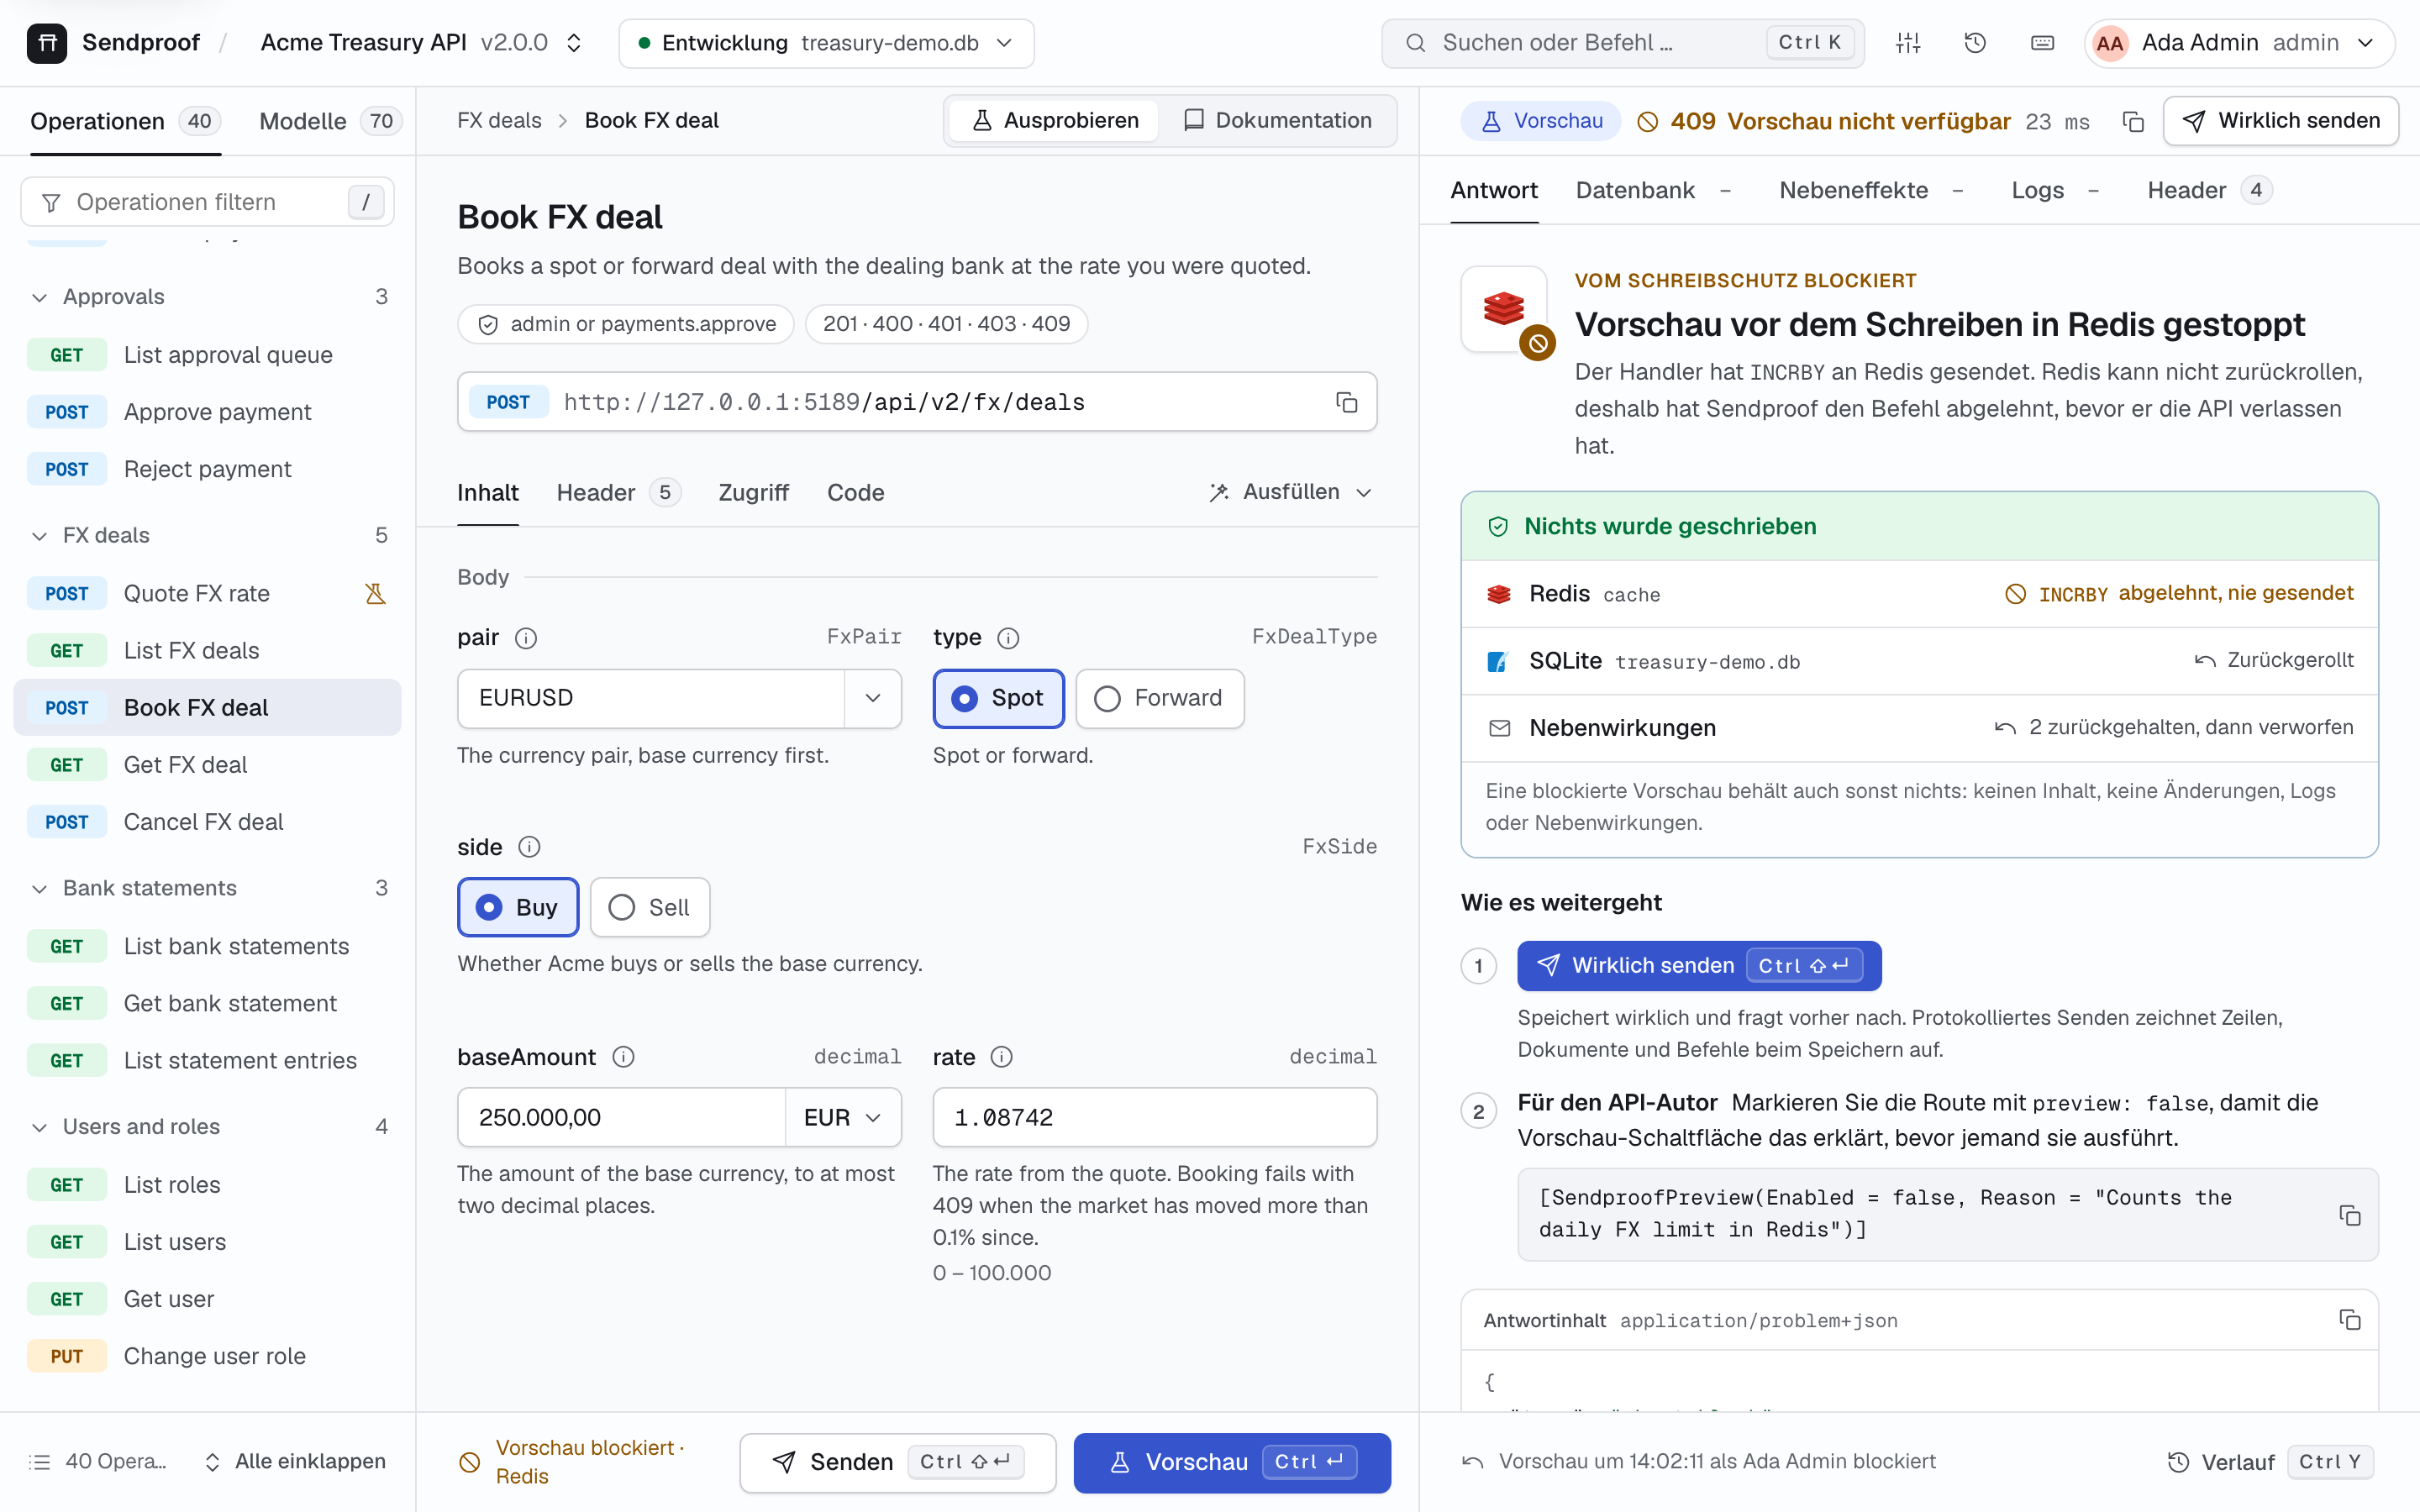 Sendproof / Acme Treasury API v2.0.0
Entwicklung treasury-demo.db
Suchen oder Befehl … Ctrl K
AA Ada Admin admin
Operationen 40 Modelle 70
Operationen filtern /
Approvals 3
GET List approval queue
POST Approve payment
POST Reject payment
FX deals 5
POST Quote FX rate
GET List FX deals
POST Book FX deal
GET Get FX deal
POST Cancel FX deal
Bank statements 3
GET List bank statements
GET Get bank statement
GET List statement entries
Users and roles 4
GET List roles
GET List users
GET Get user
PUT Change user role
40 Opera… Alle einklappen
FX deals > Book FX deal
Ausprobieren Dokumentation
Book FX deal
Books a spot or forward deal with the dealing bank at the rate you were quoted.
admin or payments.approve 201 · 400 · 401 · 403 · 409
POST http://127.0.0.1:5189/api/v2/fx/deals
Inhalt Header 5 Zugriff Code Ausfüllen
Body
pair FxPair
EURUSD
The currency pair, base currency first.
type FxDealType
Spot Forward
Spot or forward.
side FxSide
Buy Sell
Whether Acme buys or sells the base currency.
baseAmount decimal
250.000,00 EUR
The amount of the base currency, to at most
two decimal places.
rate decimal
1.08742
The rate from the quote. Booking fails with
409 when the market has moved more than
0.1% since.
0 – 100.000
Vorschau blockiert ·
Redis
Senden Ctrl ⇧ ↵
Vorschau Ctrl ↵
Vorschau 409 Vorschau nicht verfügbar 23 ms Wirklich senden
Antwort Datenbank – Nebeneffekte – Logs – Header 4
VOM SCHREIBSCHUTZ BLOCKIERT
Vorschau vor dem Schreiben in Redis gestoppt
Der Handler hat INCRBY an Redis gesendet. Redis kann nicht zurückrollen,
deshalb hat Sendproof den Befehl abgelehnt, bevor er die API verlassen
hat.
Nichts wurde geschrieben
Redis cache INCRBY abgelehnt, nie gesendet
SQLite treasury-demo.db Zurückgerollt
Nebenwirkungen 2 zurückgehalten, dann verworfen
Eine blockierte Vorschau behält auch sonst nichts: keinen Inhalt, keine Änderungen, Logs
oder Nebenwirkungen.
Wie es weitergeht
1 Wirklich senden Ctrl ⇧ ↵
Speichert wirklich und fragt vorher nach. Protokolliertes Senden zeichnet Zeilen,
Dokumente und Befehle beim Speichern auf.
2 Für den API-Autor Markieren Sie die Route mit preview: false, damit die
Vorschau-Schaltfläche das erklärt, bevor jemand sie ausführt.
[SendproofPreview(Enabled = false, Reason = "Counts the
daily FX limit in Redis")]
Antwortinhalt application/problem+json
{
Vorschau um 14:02:11 als Ada Admin blockiert
Verlauf Ctrl Y